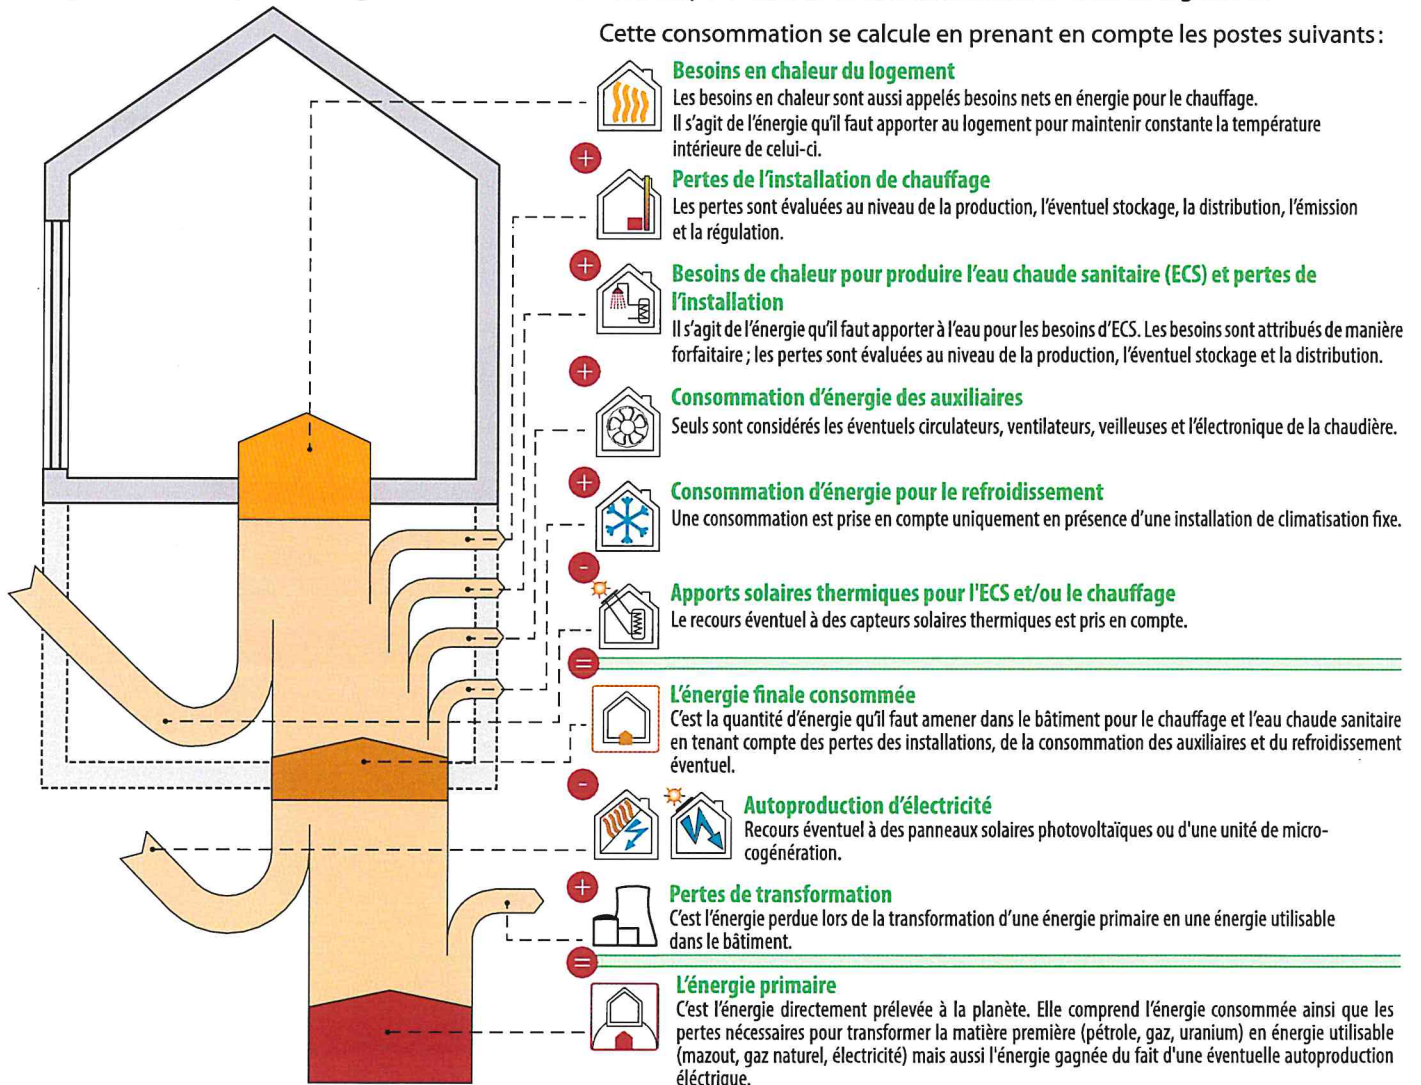 Cette consommation se calcule en prenant en compte les postes suivants :
Besoins en chaleur du logement
Les besoins en chaleur sont aussi appelés besoins nets en énergie pour le chauffage.
Il s'agit de l'énergie qu'il faut apporter au logement pour maintenir constante la température
intérieure de celui-ci.
+
Pertes de l'installation de chauffage
Les pertes sont évaluées au niveau de la production, l'éventuel stockage, la distribution, l'émission
et la régulation.
+
Besoins de chaleur pour produire l'eau chaude sanitaire (ECS) et pertes de
l'installation
Il s'agit de l'énergie qu'il faut apporter à l'eau pour les besoins d'ECS. Les besoins sont attribués de manière
forfaitaire ; les pertes sont évaluées au niveau de la production, l'éventuel stockage et la distribution.
+
Consommation d'énergie des auxiliaires
Seuls sont considérés les éventuels circulateurs, ventilateurs, veilleuses et l'électronique de la chaudière.
+
Consommation d'énergie pour le refroidissement
Une consommation est prise en compte uniquement en présence d'une installation de climatisation fixe.
-
Apports solaires thermiques pour l'ECS et/ou le chauffage
Le recours éventuel à des capteurs solaires thermiques est pris en compte.
=
L'énergie finale consommée
C'est la quantité d'énergie qu'il faut amener dans le bâtiment pour le chauffage et l'eau chaude sanitaire
en tenant compte des pertes des installations, de la consommation des auxiliaires et du refroidissement
éventuel.
-
Autoproduction d'électricité
Recours éventuel à des panneaux solaires photovoltaïques ou d'une unité de micro-
cogénération.
+
Pertes de transformation
C'est l'énergie perdue lors de la transformation d'une énergie primaire en une énergie utilisable
dans le bâtiment.
=
L'énergie primaire
C'est l'énergie directement prélevée à la planète. Elle comprend l'énergie consommée ainsi que les
pertes nécessaires pour transformer la matière première (pétrole, gaz, uranium) en énergie utilisable
(mazout, gaz naturel, électricité) mais aussi l'énergie gagnée du fait d'une éventuelle autoproduction
éléctrique.